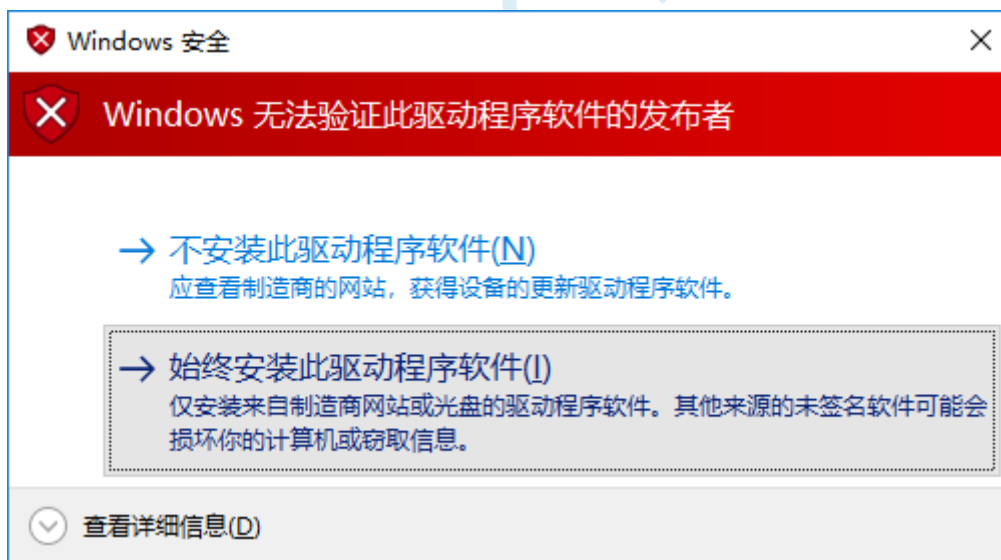 Windows 安全
Windows 无法验证此驱动程序软件的发布者
不安装此驱动程序软件(N)
应查看制造商的网站，获得设备的更新驱动程序软件。
始终安装此驱动程序软件(I)
仅安装来自制造商网站或光盘的驱动程序软件。其他来源的未签名软件可能会
损坏你的计算机或窃取信息。
查看详细信息(D)